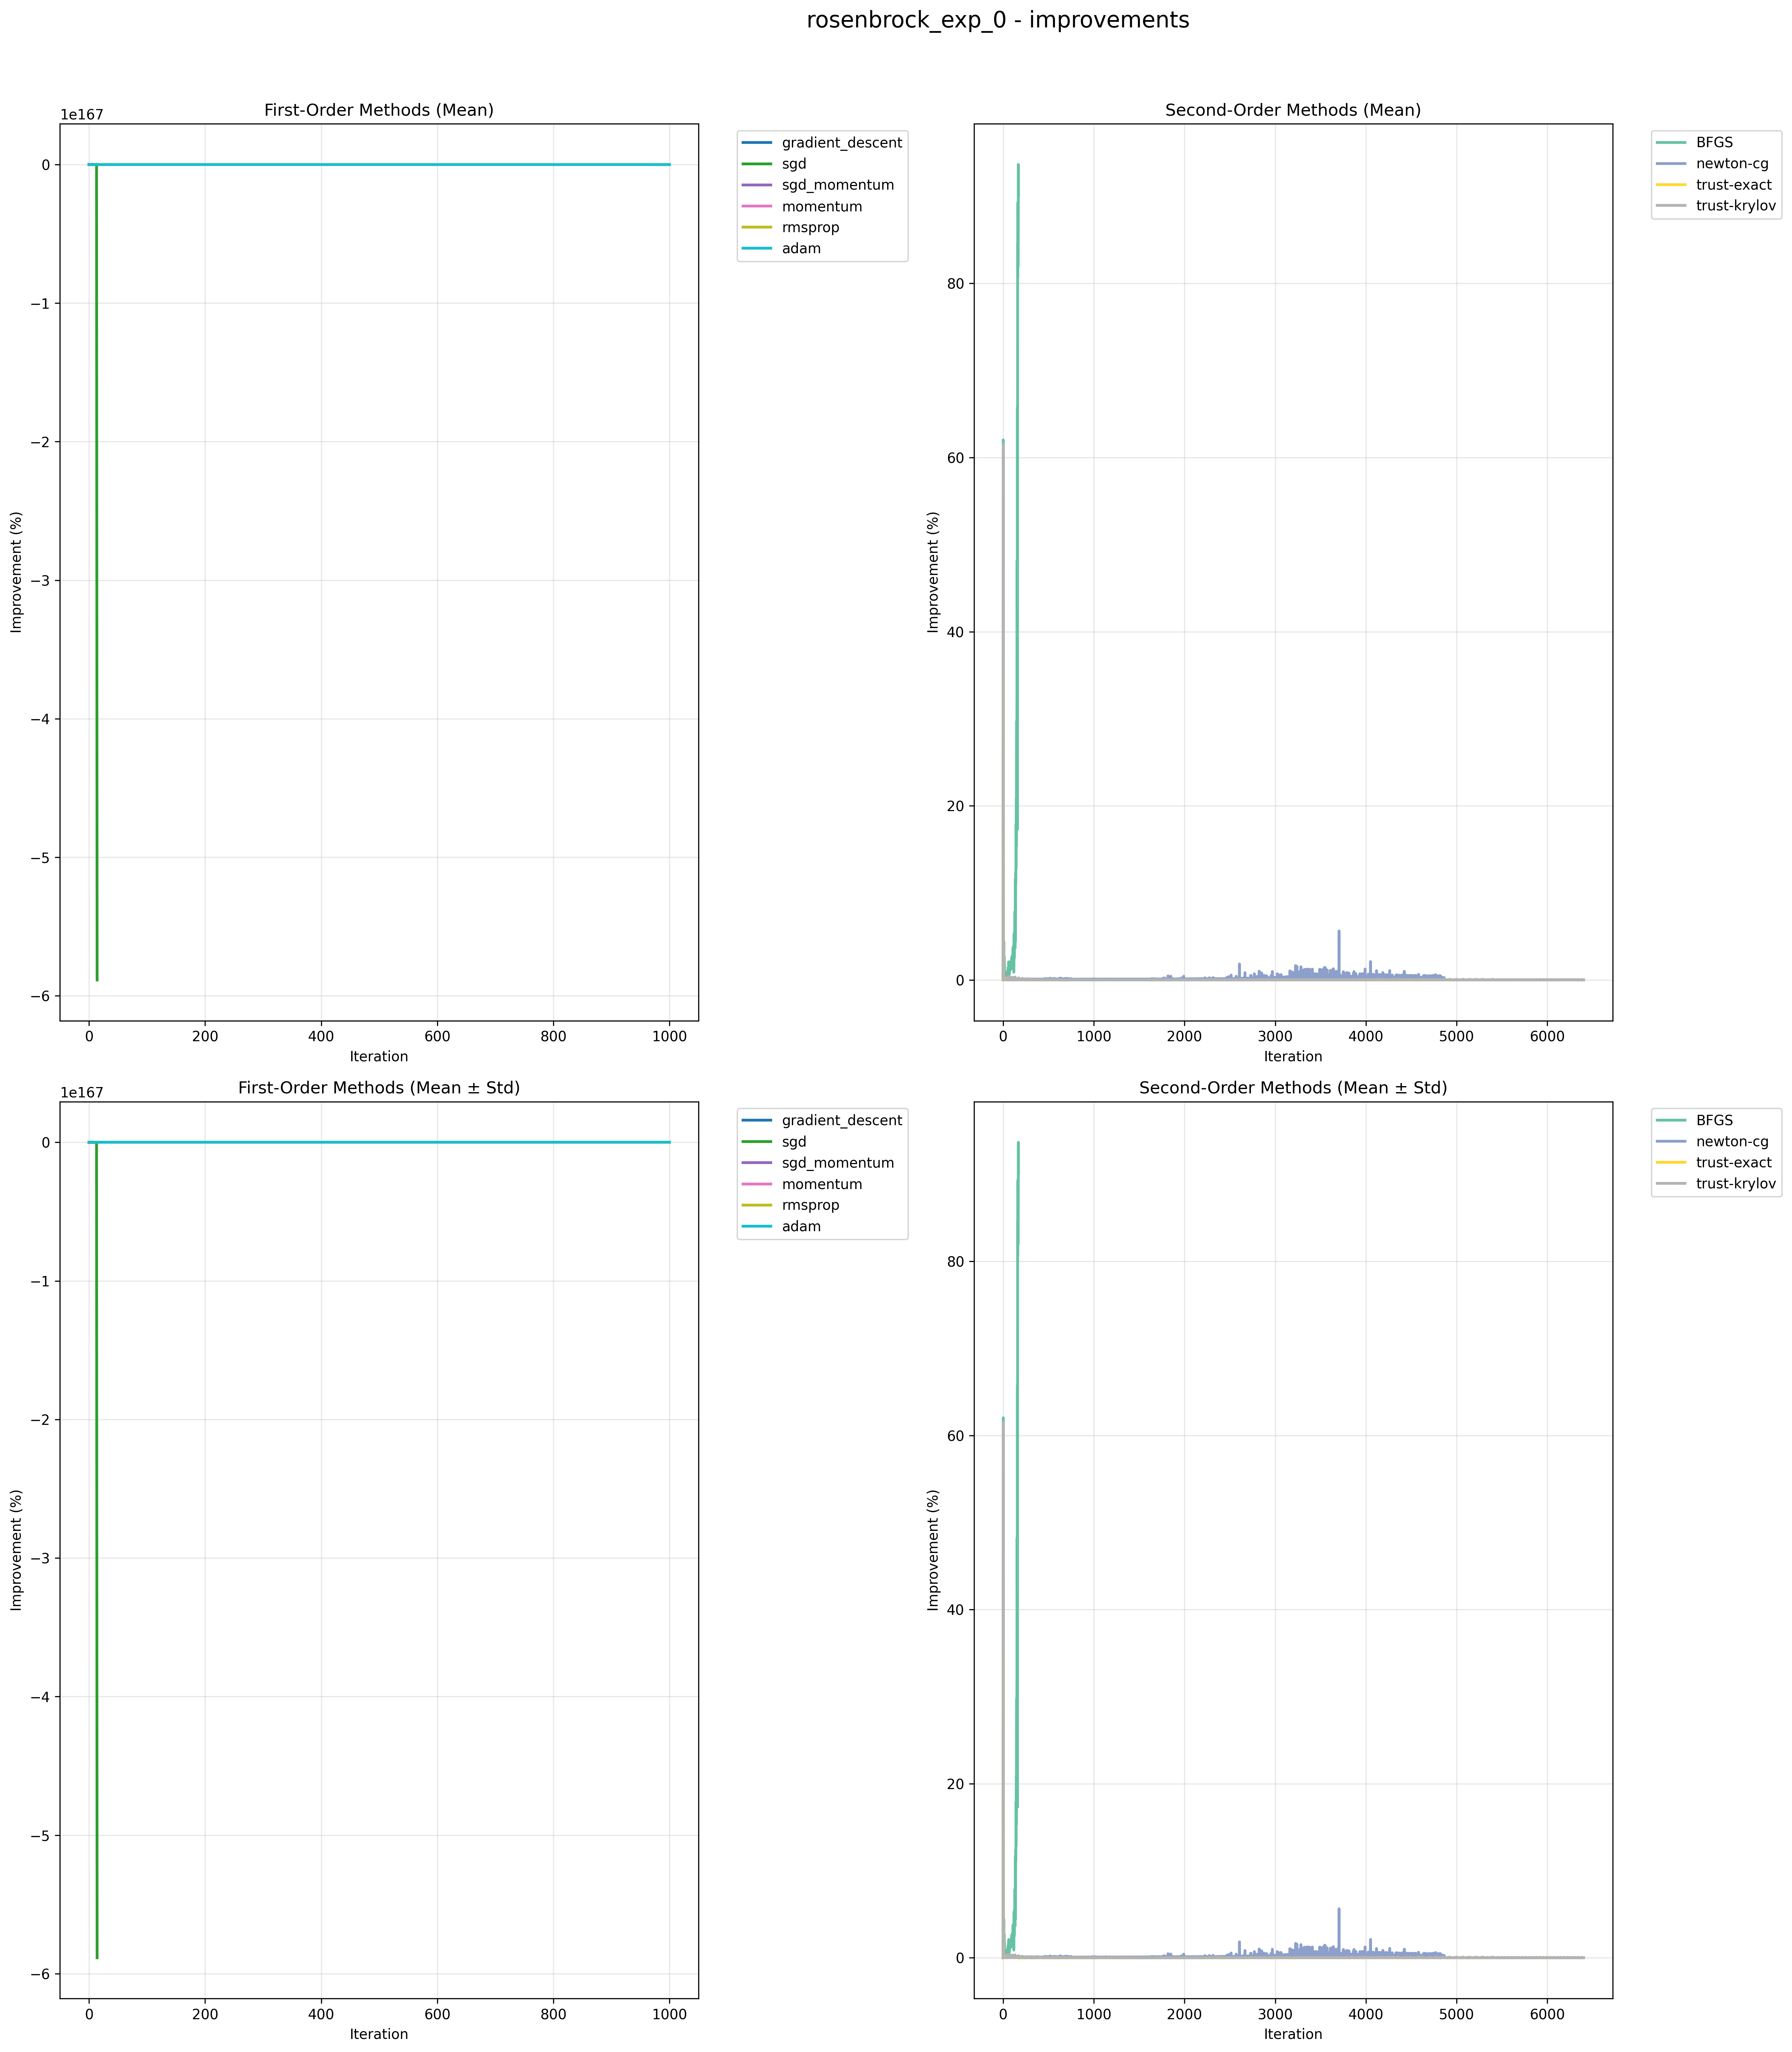 rosenbrock_exp_0 - improvements
First-Order Methods (Mean)
1e167
0
−1
−2
−3
−4
−5
−6
Improvement (%)
0 200 400 600 800 1000
Iteration
gradient_descent
sgd
sgd_momentum
momentum
rmsprop
adam
Second-Order Methods (Mean)
80
60
40
20
0
Improvement (%)
0 1000 2000 3000 4000 5000 6000
Iteration
BFGS
newton-cg
trust-exact
trust-krylov
First-Order Methods (Mean ± Std)
1e167
0
−1
−2
−3
−4
−5
−6
Improvement (%)
0 200 400 600 800 1000
Iteration
gradient_descent
sgd
sgd_momentum
momentum
rmsprop
adam
Second-Order Methods (Mean ± Std)
80
60
40
20
0
Improvement (%)
0 1000 2000 3000 4000 5000 6000
Iteration
BFGS
newton-cg
trust-exact
trust-krylov